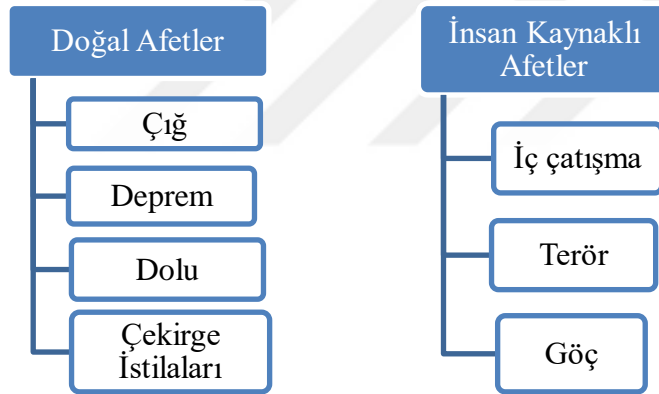 Doğal Afetler
Çığ
Deprem
Dolu
Çekirge
İstilaları
İnsan Kaynaklı
Afetler
İç çatışma
Terör
Göç